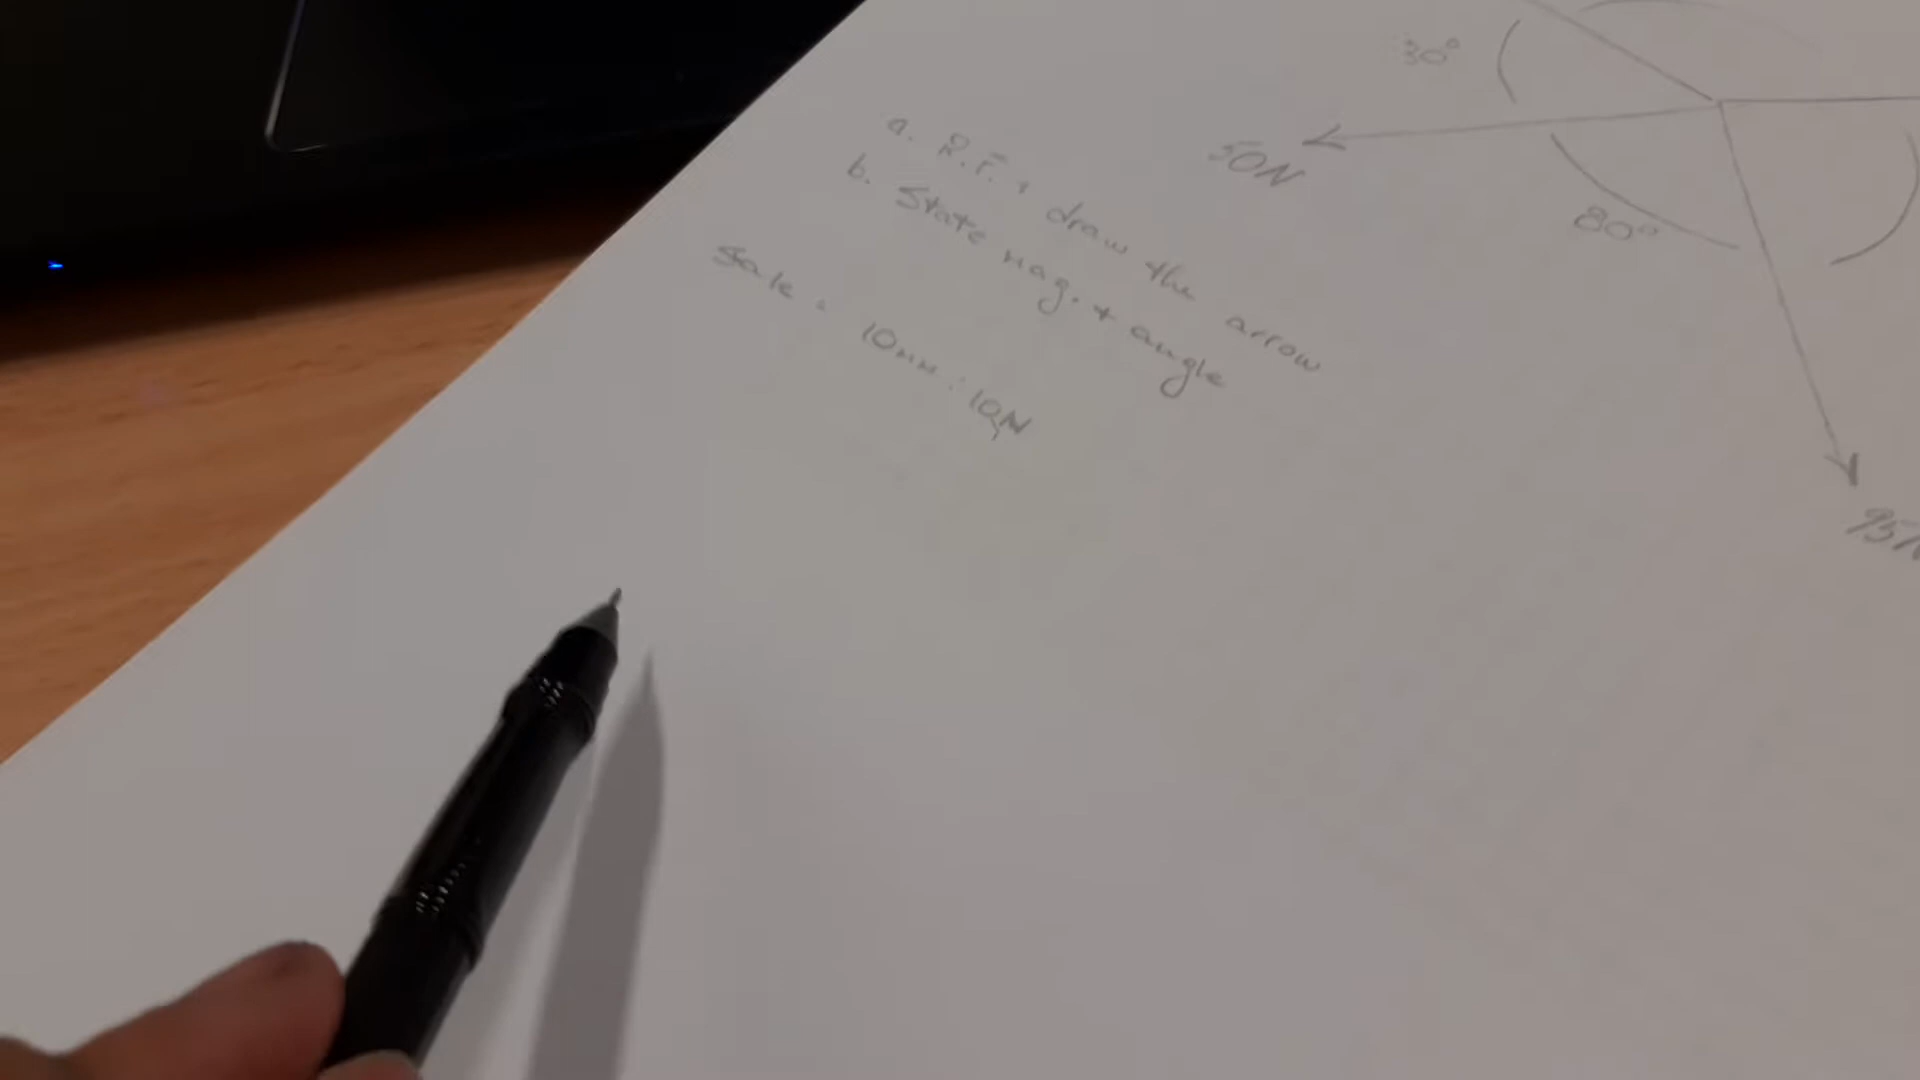 30°
50N
80°
95N
a. R.F. + draw the arrow
b. State mag. + angle
Scale = 10mm : 10N